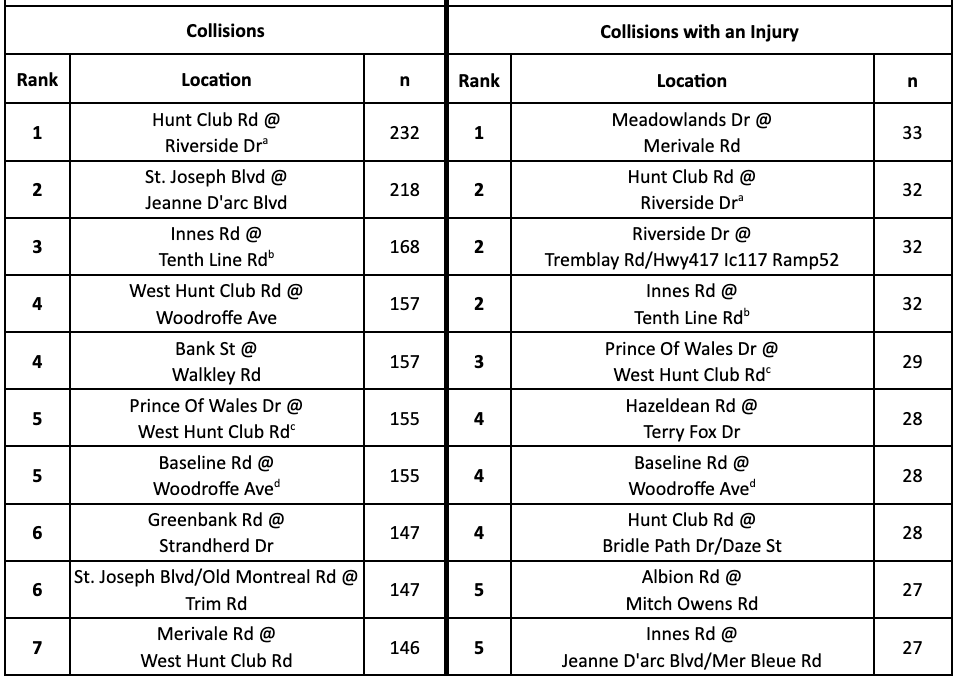 Collisions Collisions with an Injury
Rank Location n Rank Location n
1 Hunt Club Rd @ Riverside Drᵃ 232 1 Meadowlands Dr @ Merivale Rd 33
2 St. Joseph Blvd @ Jeanne D'arc Blvd 218 2 Hunt Club Rd @ Riverside Drᵃ 32
3 Innes Rd @ Tenth Line Rdᵇ 168 2 Riverside Dr @ Tremblay Rd/Hwy417 Ic117 Ramp52 32
4 West Hunt Club Rd @ Woodroffe Ave 157 2 Innes Rd @ Tenth Line Rdᵇ 32
4 Bank St @ Walkley Rd 157 3 Prince Of Wales Dr @ West Hunt Club Rdᶜ 29
5 Prince Of Wales Dr @ West Hunt Club Rdᶜ 155 4 Hazeldean Rd @ Terry Fox Dr 28
5 Baseline Rd @ Woodroffe Aveᵈ 155 4 Baseline Rd @ Woodroffe Aveᵈ 28
6 Greenbank Rd @ Strandherd Dr 147 4 Hunt Club Rd @ Bridle Path Dr/Daze St 28
6 St. Joseph Blvd/Old Montreal Rd @ Trim Rd 147 5 Albion Rd @ Mitch Owens Rd 27
7 Merivale Rd @ West Hunt Club Rd 146 5 Innes Rd @ Jeanne D'arc Blvd/Mer Bleue Rd 27